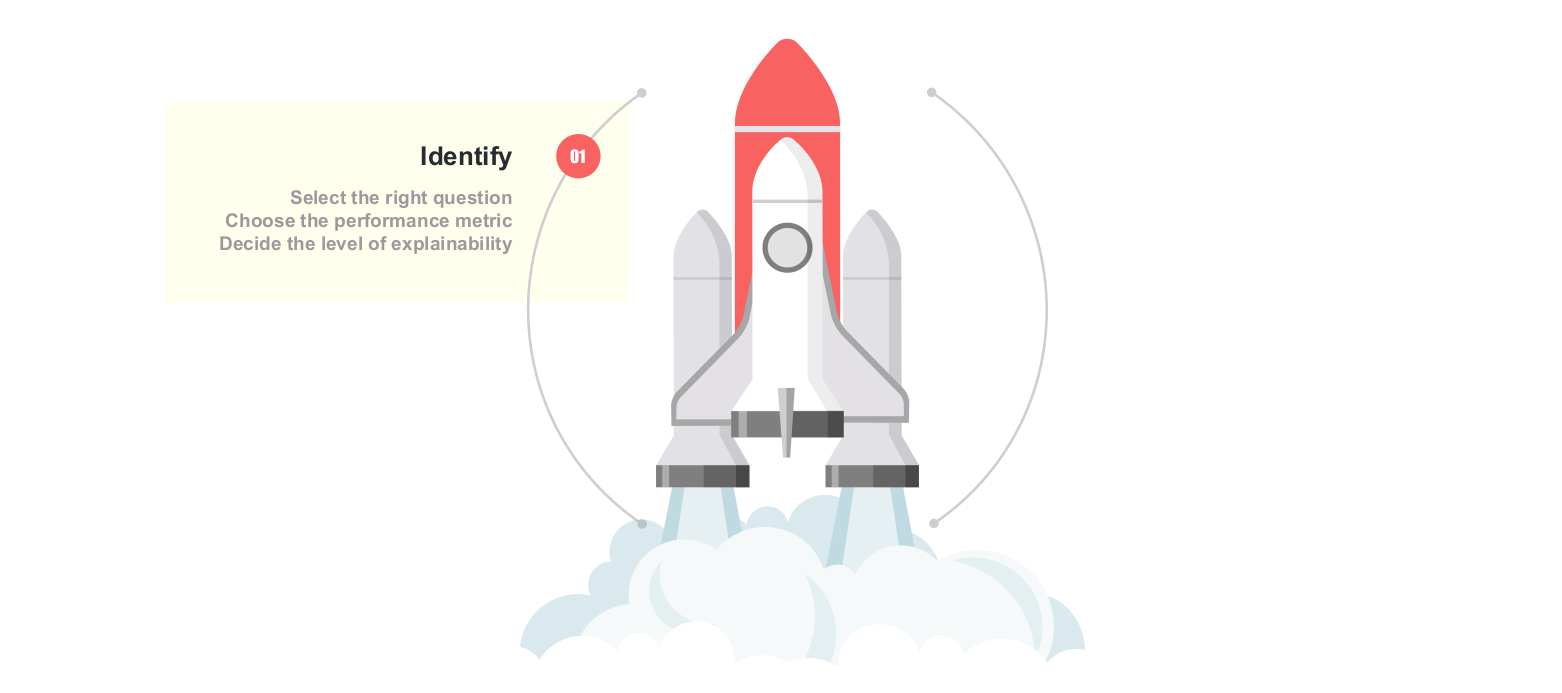 Identify
01
Select the right question
Choose the performance metric
Decide the level of explainability